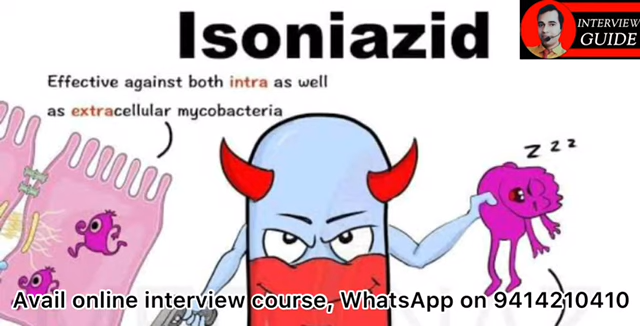 Isoniazid
INTERVIEW
GUIDE
Effective against both intra as well
as extracellular mycobacteria
z z z
Avail online interview course, WhatsApp on 9414210410